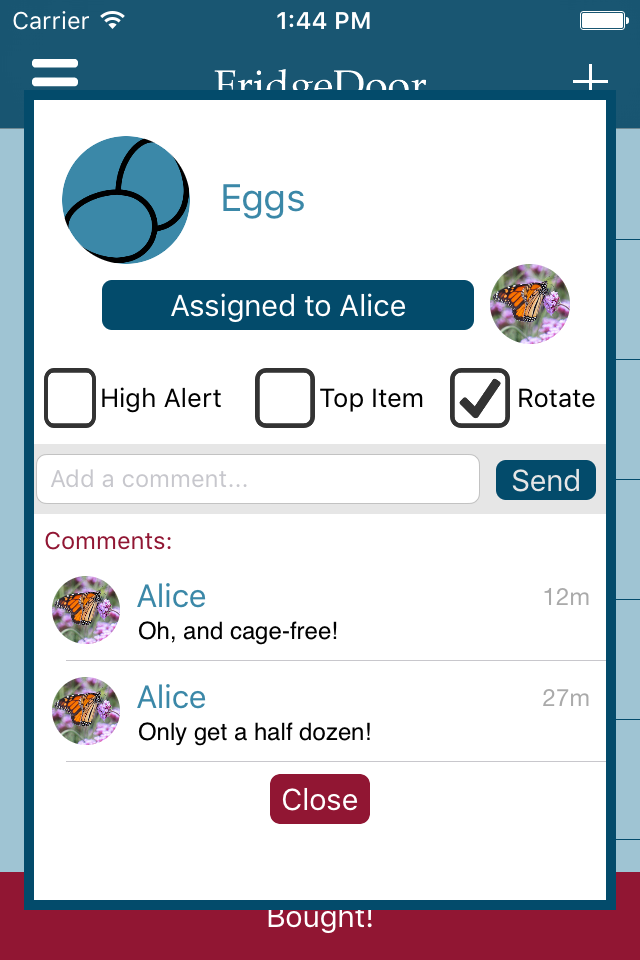 Carrier 1:44 PM
FridgeDoor
Eggs
Assigned to Alice
High Alert Top Item Rotate
Add a comment... Send
Comments:
Alice 12m
Oh, and cage-free!
Alice 27m
Only get a half dozen!
Close
Bought!